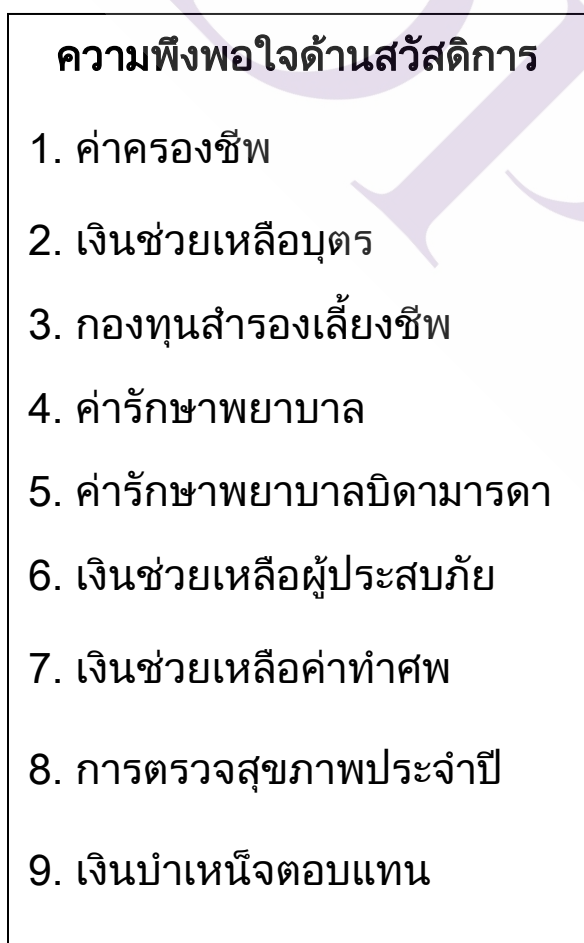 ความพึงพอใจด้านสวัสดิการ
1. ค่าครองชีพ
2. เงินช่วยเหลือบุตร
3. กองทุนสำรองเลี้ยงชีพ
4. ค่ารักษาพยาบาล
5. ค่ารักษาพยาบาลบิดามารดา
6. เงินช่วยเหลือผู้ประสบภัย
7. เงินช่วยเหลือค่าทำศพ
8. การตรวจสุขภาพประจำปี
9. เงินบำเหน็จตอบแทน